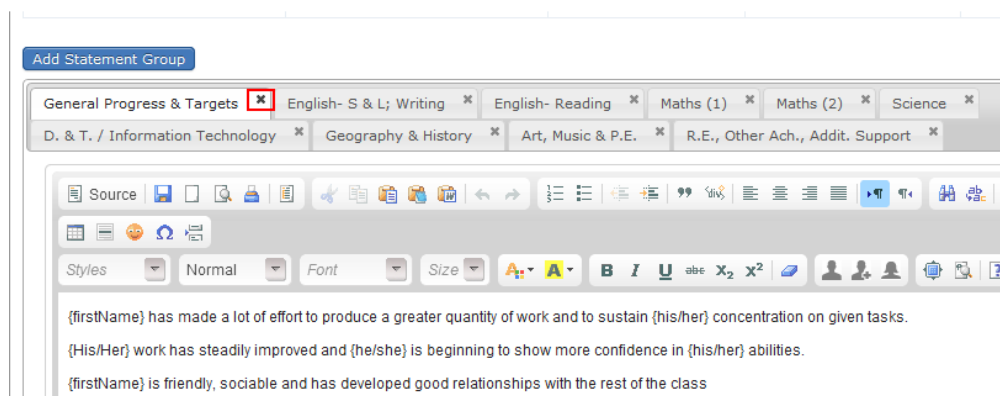 Add Statement Group
General Progress & Targets English- S & L; Writing English- Reading Maths (1) Maths (2) Science
D. & T. / Information Technology Geography & History Art, Music & P.E. R.E., Other Ach., Addit. Support
Source
Styles Normal Font Size A A B I U abc X₂ X²
{firstName} has made a lot of effort to produce a greater quantity of work and to sustain {his/her} concentration on given tasks.
{His/Her} work has steadily improved and {he/she} is beginning to show more confidence in {his/her} abilities.
{firstName} is friendly, sociable and has developed good relationships with the rest of the class